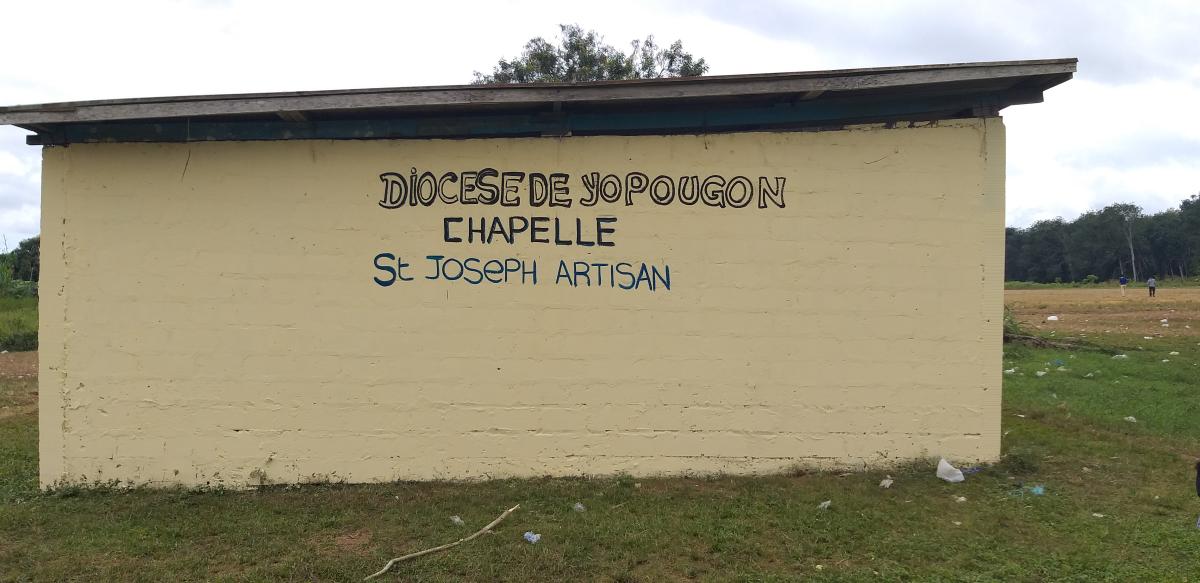 DIOCESE DE YOPOUGON
CHAPELLE
St JOSePH ARTISAN